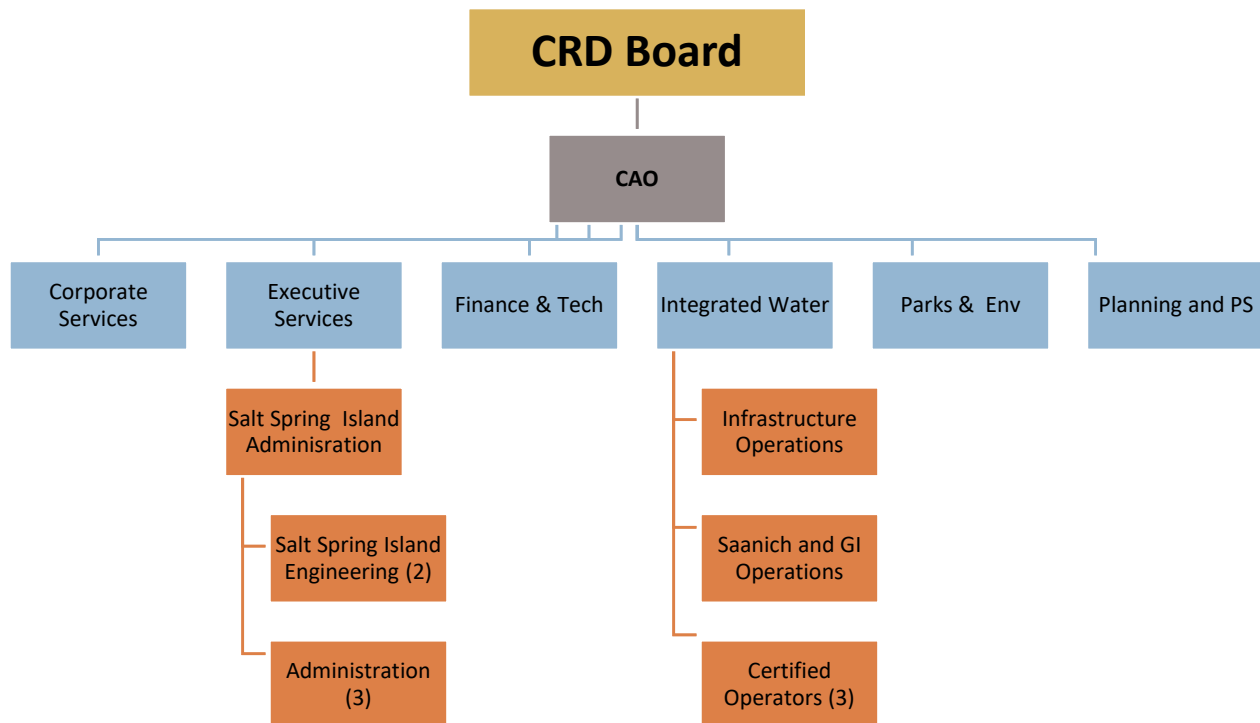 CRD Board
CAO
Corporate
Services
Executive
Services
Finance & Tech
Integrated Water
Parks & Env
Planning and PS
Salt Spring Island
Adminisration
Infrastructure
Operations
Salt Spring Island
Engineering (2)
Saanich and GI
Operations
Administration
(3)
Certified
Operators (3)